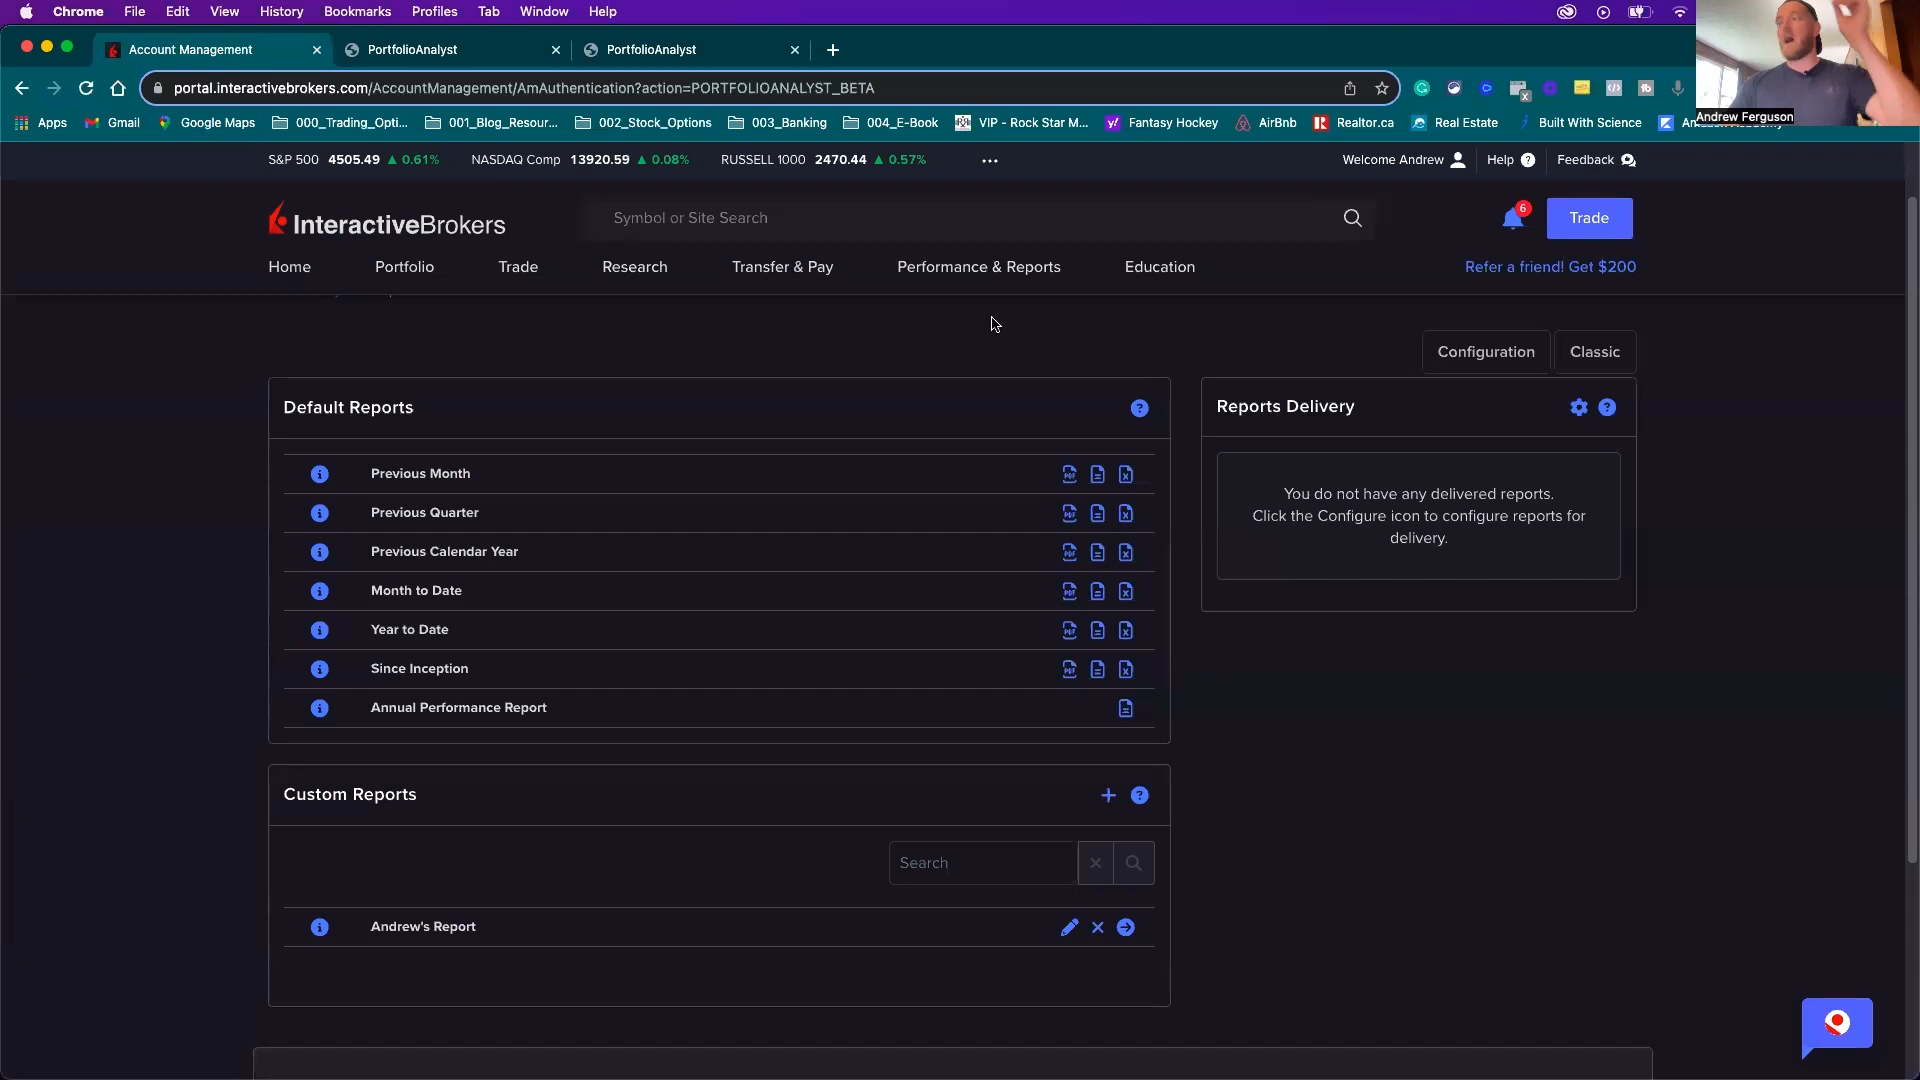 Chrome File Edit View History Bookmarks Profiles Tab Window Help
Account Management
PortfolioAnalyst
PortfolioAnalyst
portal.interactivebrokers.com/AccountManagement/AmAuthentication?action=PORTFOLIOANALYST_BETA
Apps Gmail Google Maps 000_Trading_Opti... 001_Blog_Resour... 002_Stock_Options 003_Banking 004_E-Book VIP - Rock Star M... Fantasy Hockey AirBnb Realtor.ca Real Estate Built With Science
Andrew Ferguson
S&P 500 4505.49 ▲ 0.61% NASDAQ Comp 13920.59 ▲ 0.08% RUSSELL 1000 2470.44 ▲ 0.57% •••
Welcome Andrew Help ? Feedback
InteractiveBrokers
Symbol or Site Search
6
Trade
Home Portfolio Trade Research Transfer & Pay Performance & Reports Education
Refer a friend! Get $200
Configuration Classic
Default Reports
Previous Month
Previous Quarter
Previous Calendar Year
Month to Date
Year to Date
Since Inception
Annual Performance Report
Reports Delivery
You do not have any delivered reports.
Click the Configure icon to configure reports for
delivery.
Custom Reports
Search
Andrew's Report